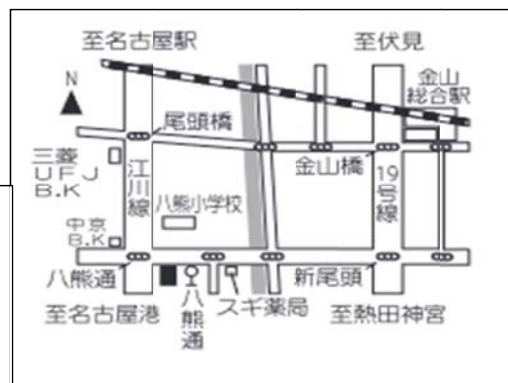 至名古屋駅
至伏見
N
金山
総合駅
尾頭橋
三菱
UFJ
B.K
江川線
金山橋
19号線
八熊小学校
中京
B.K
八熊通
新尾頭
至名古屋港
八熊通
スギ薬局
至熱田神宮